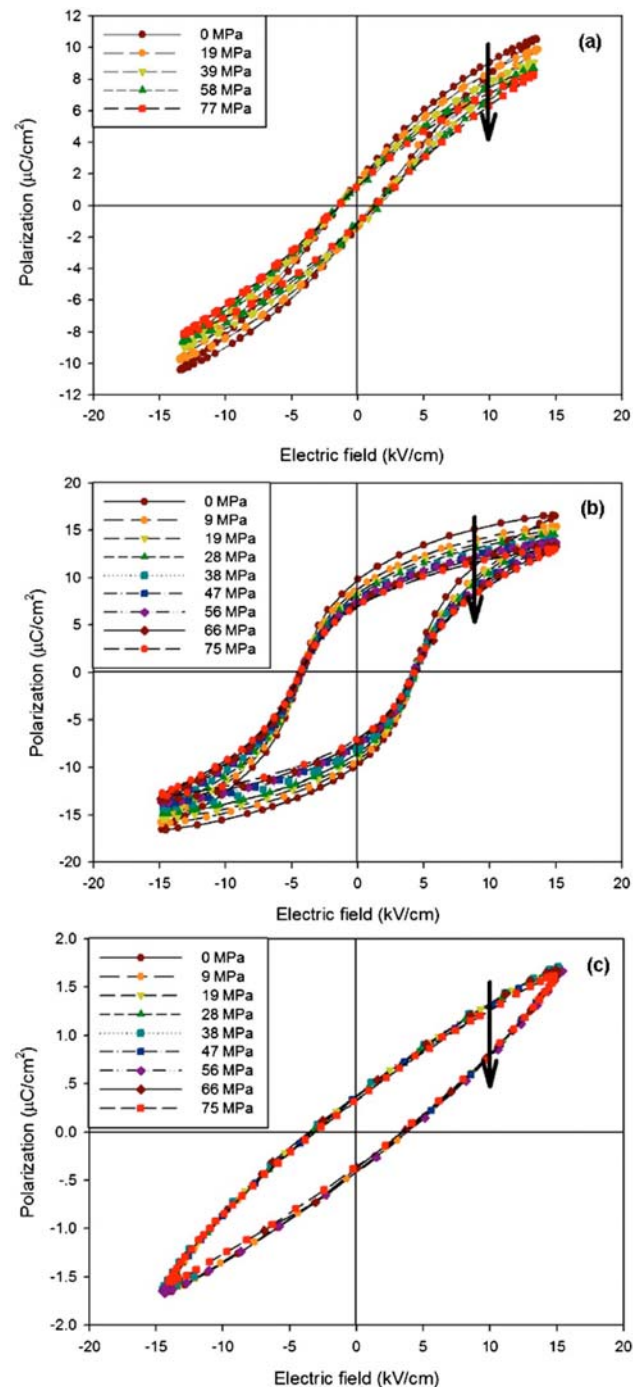 12
10
8
6
4
2
0
-2
-4
-6
-8
-10
-12
Polarization (µC/cm²)
0 MPa
19 MPa
39 MPa
58 MPa
77 MPa
(a)
-20 -15 -10 -5 0 5 10 15 20
Electric field (kV/cm)
20
15
10
5
0
-5
-10
-15
-20
Polarization (µC/cm²)
0 MPa
9 MPa
19 MPa
28 MPa
38 MPa
47 MPa
56 MPa
66 MPa
75 MPa
(b)
-20 -15 -10 -5 0 5 10 15 20
Electric field (kV/cm)
2.0
1.5
1.0
.5
0.0
-.5
-1.0
-1.5
-2.0
Polarization (µC/cm²)
0 MPa
9 MPa
19 MPa
28 MPa
38 MPa
47 MPa
56 MPa
66 MPa
75 MPa
(c)
-20 -15 -10 -5 0 5 10 15 20
Electric field (kV/cm)